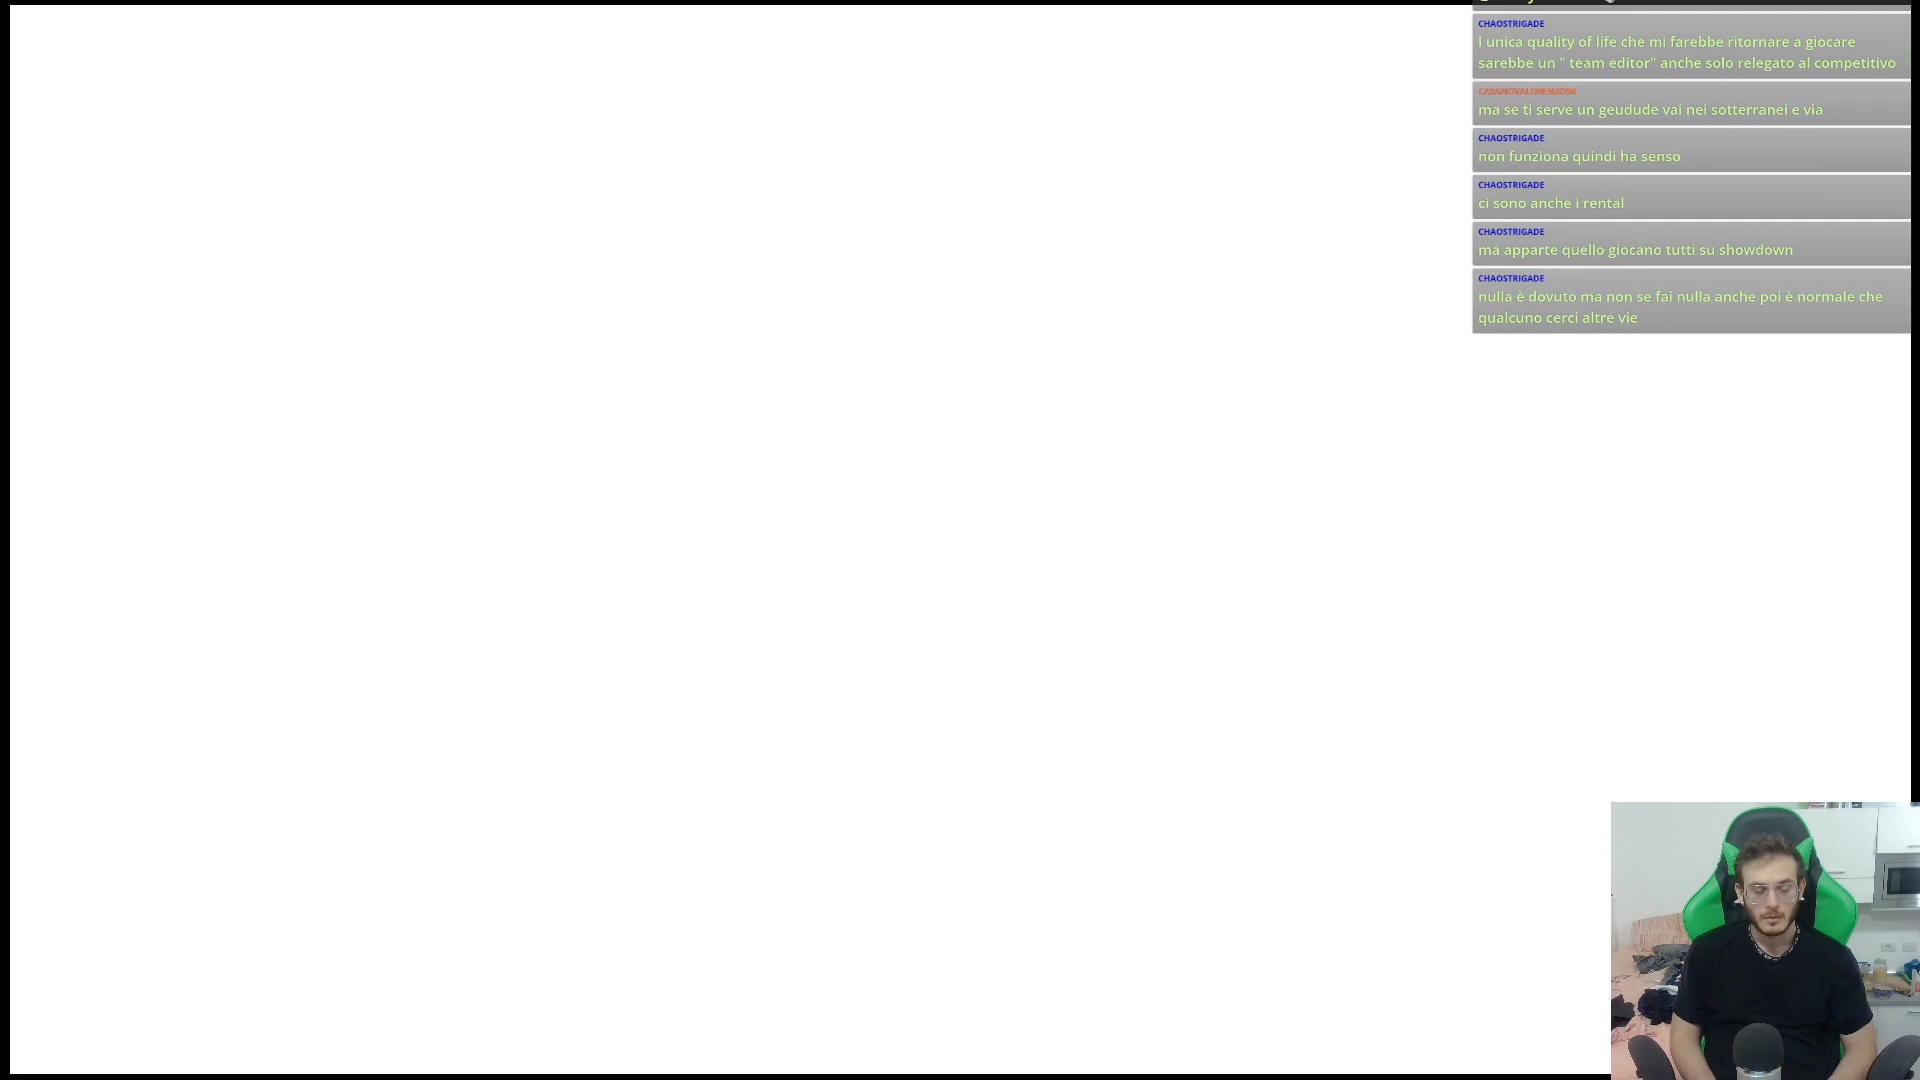 CHAOSTRIGADE
l unica quality of life che mi farebbe ritornare a giocare
sarebbe un " team editor" anche solo relegato al competitivo
ma se ti serve un geudude vai nei sotterranei e via
CHAOSTRIGADE
non funziona quindi ha senso
CHAOSTRIGADE
ci sono anche i rental
CHAOSTRIGADE
ma apparte quello giocano tutti su showdown
CHAOSTRIGADE
nulla è dovuto ma non se fai nulla anche poi è normale che
qualcuno cerci altre vie